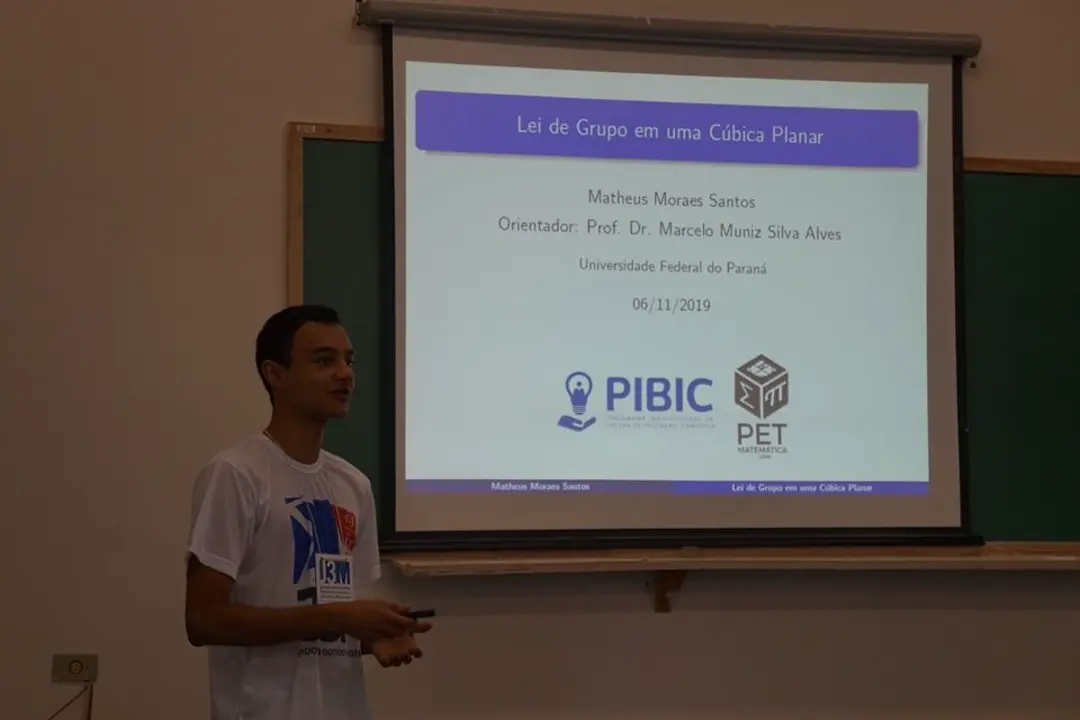 Lei de Grupo em uma Cúbica Planar
Matheus Moraes Santos
Orientador: Prof. Dr. Marcelo Muniz Silva Alves
Universidade Federal do Paraná
06/11/2019
PIBIC
PET
MATEMÁTICA
Matheus Moraes Santos
Lei de Grupo em uma Cúbica Planar
J3M